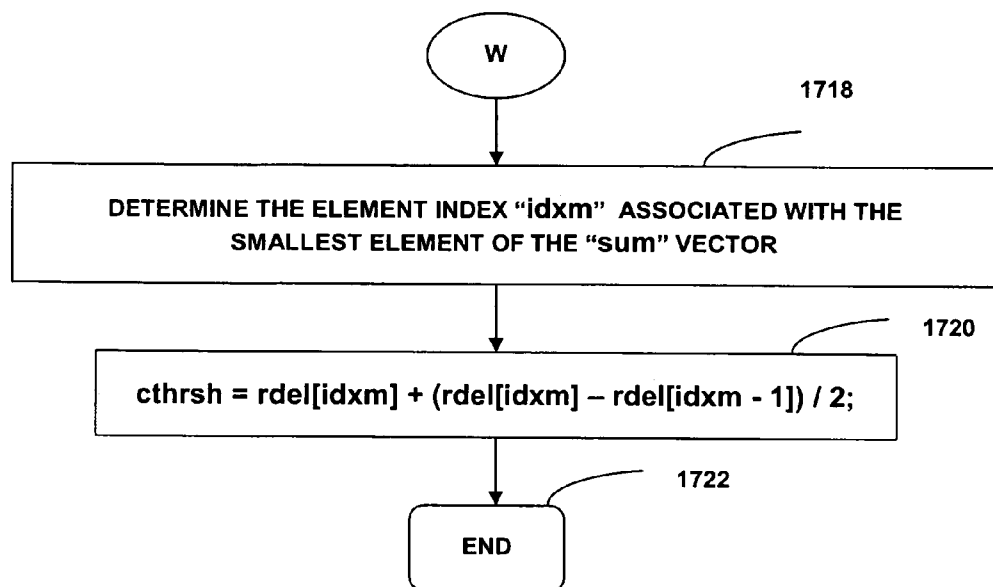 W
1718
DETERMINE THE ELEMENT INDEX “idxm” ASSOCIATED WITH THE
SMALLEST ELEMENT OF THE “sum” VECTOR
1720
cthrsh = rdel[idxm] + (rdel[idxm] – rdel[idxm - 1]) / 2;
1722
END